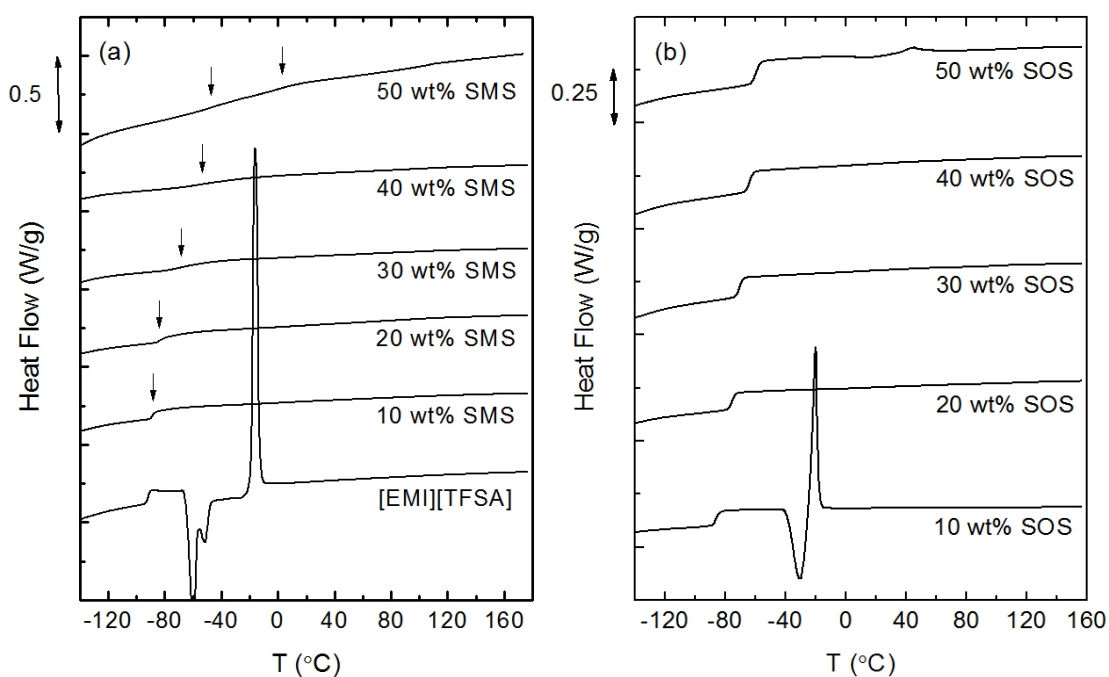 (a)
0.5
50 wt% SMS
40 wt% SMS
30 wt% SMS
20 wt% SMS
10 wt% SMS
[EMI][TFSA]
Heat Flow (W/g)
-120 -80 -40 0 40 80 120 160
T (°C)
(b)
0.25
50 wt% SOS
40 wt% SOS
30 wt% SOS
20 wt% SOS
10 wt% SOS
Heat Flow (W/g)
-120 -80 -40 0 40 80 120 160
T (°C)